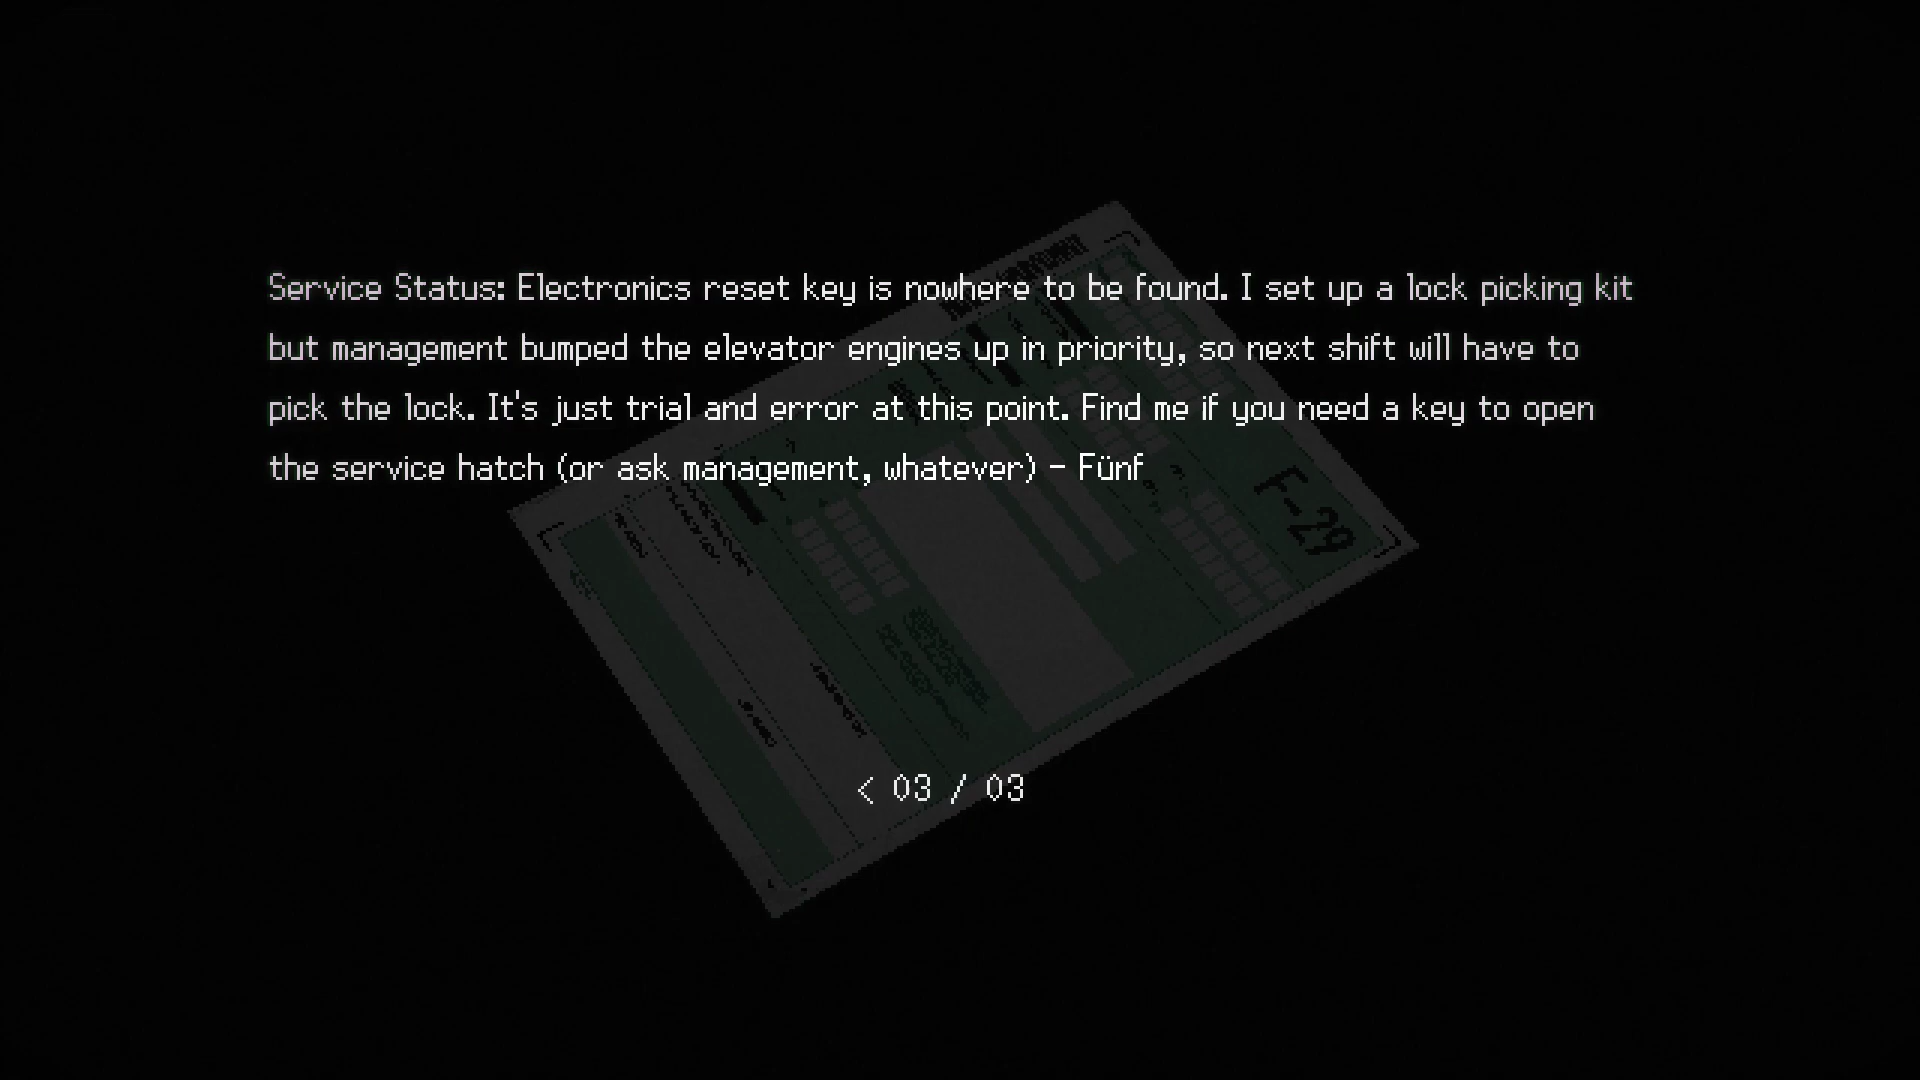 Service Status: Electronics reset key is nowhere to be found. I set up a lock picking kit
but management bumped the elevator engines up in priority, so next shift will have to
pick the lock. It's just trial and error at this point. Find me if you need a key to open
the service hatch (or ask management, whatever) - Fünf
F-29
< 03 / 03